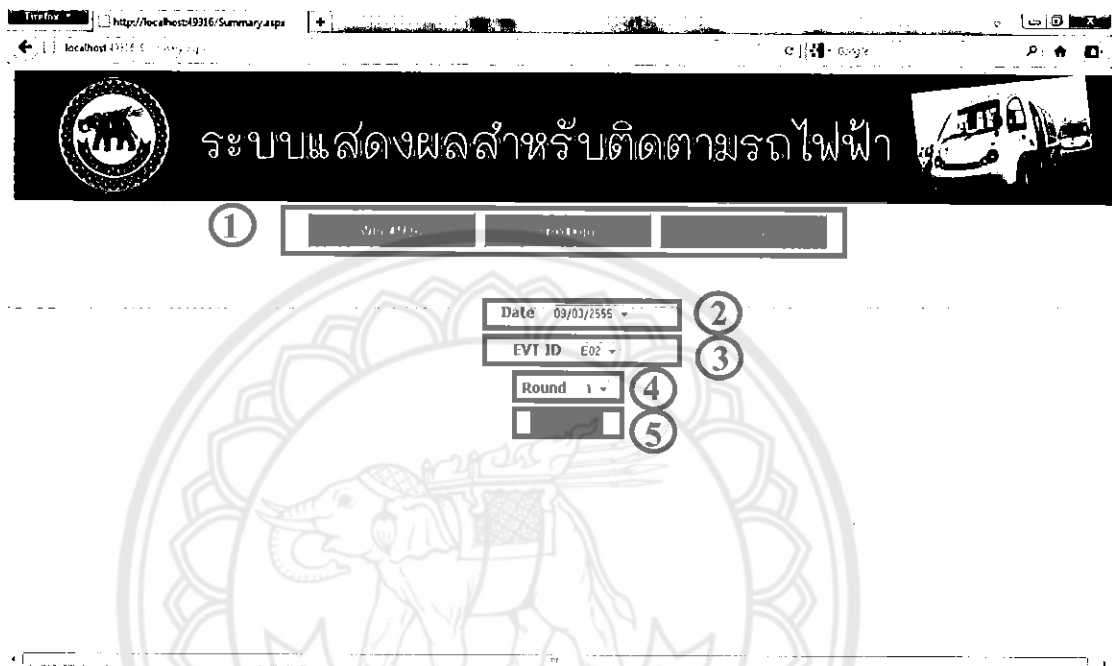 Firefox
http://localhost:49316/Summary.aspx
+
localhost
Google
ระบบแสดงผลสำหรับติดตามรถไฟฟ้า
1
Date 09/03/2555
2
EVT ID E02
3
Round 1
4
5